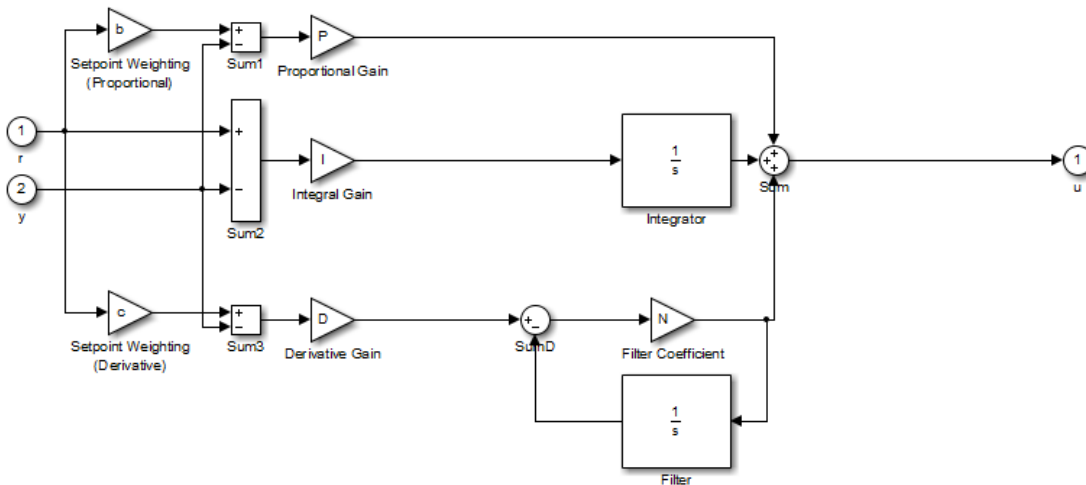 b
+
−
P
Setpoint Weighting
(Proportional)
Sum1
Proportional Gain
1
r
2
y
+
−
Sum2
I
Integral Gain
1
s
Integrator
+
+
+
Sum
1
u
c
Setpoint Weighting
(Derivative)
+
−
Sum3
D
Derivative Gain
+
−
SumD
N
Filter Coefficient
1
s
Filter